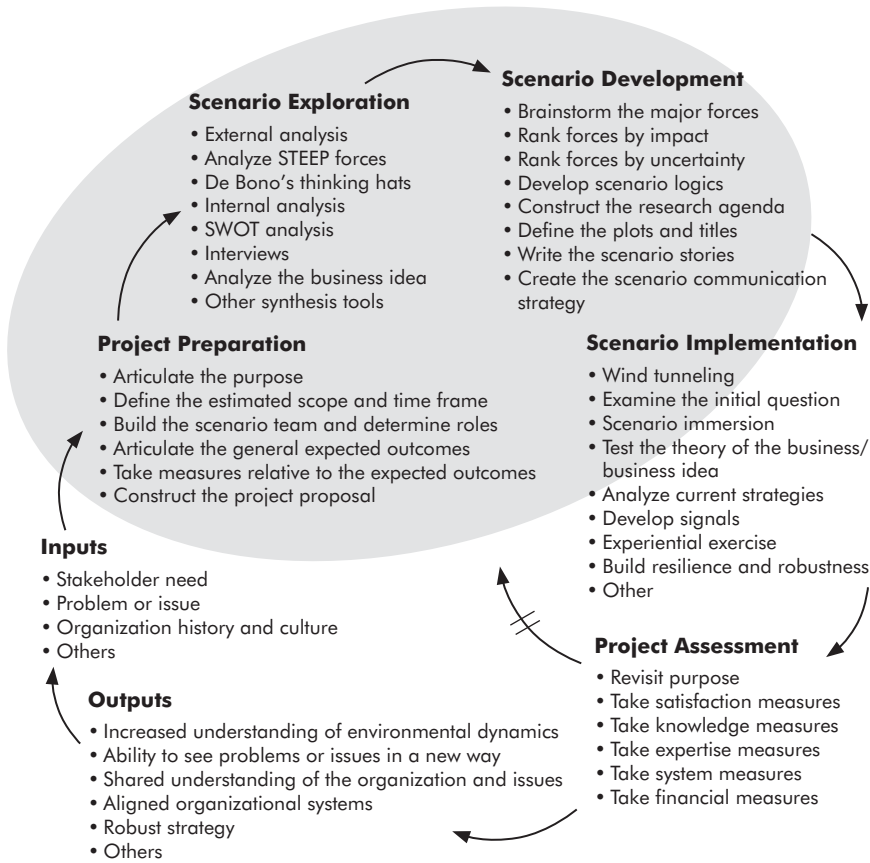 Scenario Exploration
• External analysis
• Analyze STEEP forces
• De Bono's thinking hats
• Internal analysis
• SWOT analysis
• Interviews
• Analyze the business idea
• Other synthesis tools
Scenario Development
• Brainstorm the major forces
• Rank forces by impact
• Rank forces by uncertainty
• Develop scenario logics
• Construct the research agenda
• Define the plots and titles
• Write the scenario stories
• Create the scenario communication
strategy
Project Preparation
• Articulate the purpose
• Define the estimated scope and time frame
• Build the scenario team and determine roles
• Articulate the general expected outcomes
• Take measures relative to the expected outcomes
• Construct the project proposal
Scenario Implementation
• Wind tunneling
• Examine the initial question
• Scenario immersion
• Test the theory of the business/
business idea
• Analyze current strategies
• Develop signals
• Experiential exercise
• Build resilience and robustness
• Other
Inputs
• Stakeholder need
• Problem or issue
• Organization history and culture
• Others
Project Assessment
• Revisit purpose
• Take satisfaction measures
• Take knowledge measures
• Take expertise measures
• Take system measures
• Take financial measures
Outputs
• Increased understanding of environmental dynamics
• Ability to see problems or issues in a new way
• Shared understanding of the organization and issues
• Aligned organizational systems
• Robust strategy
• Others